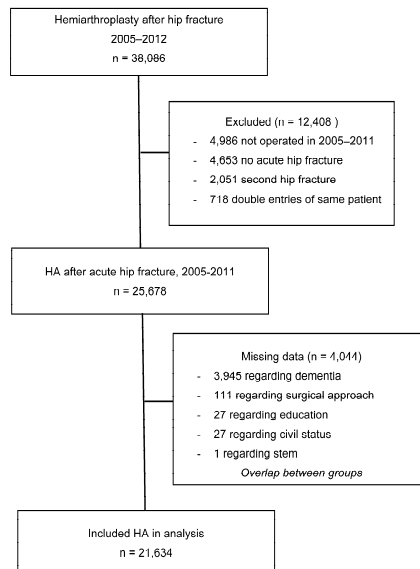 Hemiarthroplasty after hip fracture
2005–2012
n = 38,086
Excluded (n = 12,408 )
- 4,986 not operated in 2005–2011
- 4,653 no acute hip fracture
- 2,051 second hip fracture
- 718 double entries of same patient
HA after acute hip fracture, 2005-2011
n = 25,678
Missing data (n = 4,044)
- 3,945 regarding dementia
- 111 regarding surgical approach
- 27 regarding education
- 27 regarding civil status
- 1 regarding stem
Overlap between groups
Included HA in analysis
n = 21,634